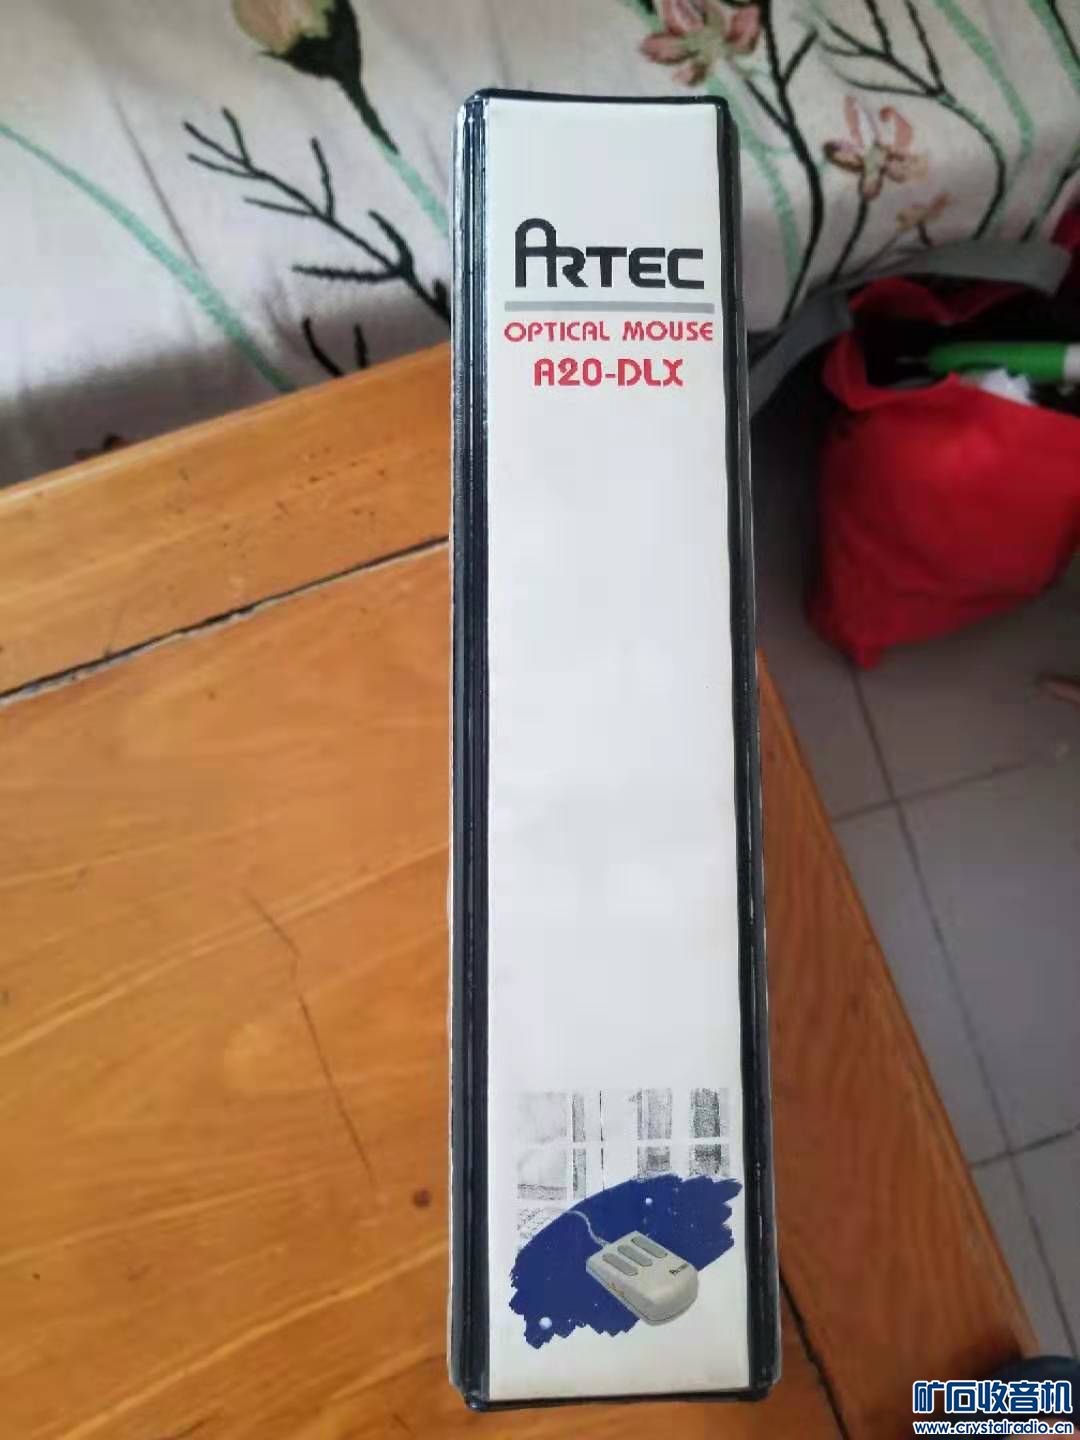 ARTEC
OPTICAL MOUSE
A20-DLX
矿石收音机
www.crystalradio.cn